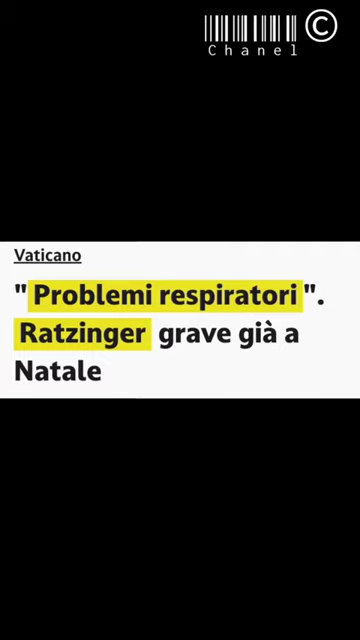 ©
Chanel
Vaticano
"Problemi respiratori".
Ratzinger grave già a
Natale